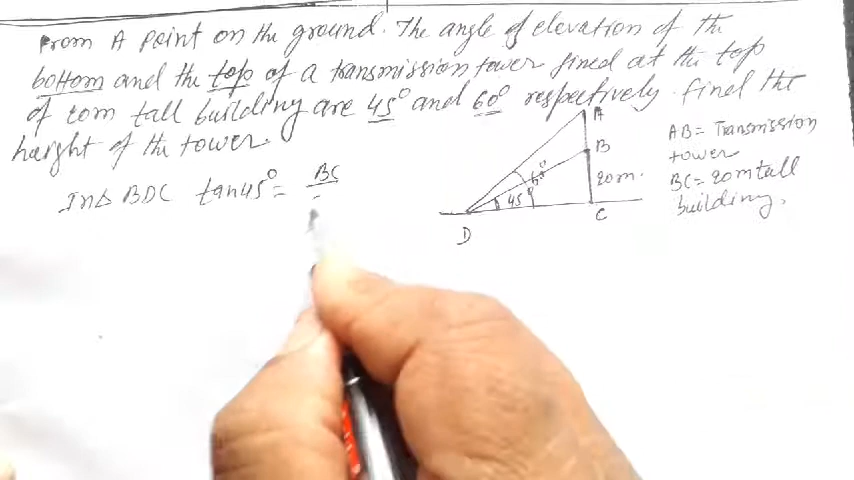 From A point on the ground. The angle of elevation of the
bottom and the top of a transmission tower fined at the top
of 20m tall building are 45° and 60° respectively. find the
height of the tower.
A
B
20m.
60°
45
C
D
AB = Transmission
tower
BC = 20m tall
building.
In △ BDC tan45° = BC